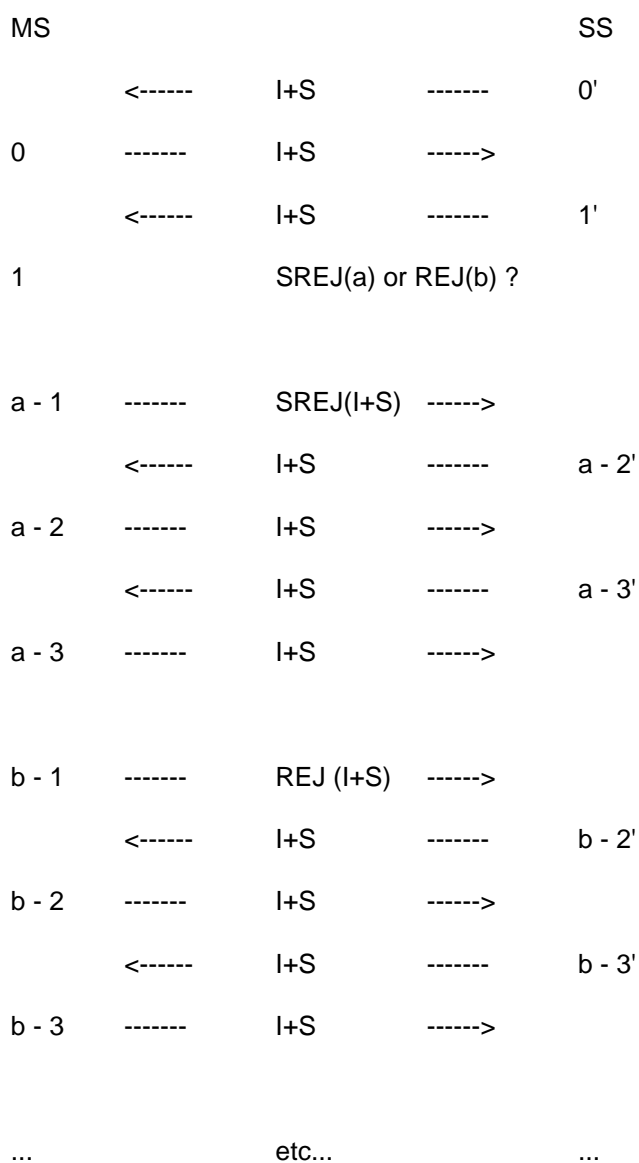 MS SS
<------ I+S ------- 0'
0 ------- I+S ------>
<------ I+S ------- 1'
1 SREJ(a) or REJ(b) ?
a - 1 ------- SREJ(I+S) ------>
<------ I+S ------- a - 2'
a - 2 ------- I+S ------>
<------ I+S ------- a - 3'
a - 3 ------- I+S ------>
b - 1 ------- REJ (I+S) ------>
<------ I+S ------- b - 2'
b - 2 ------- I+S ------>
<------ I+S ------- b - 3'
b - 3 ------- I+S ------>
... etc... ...